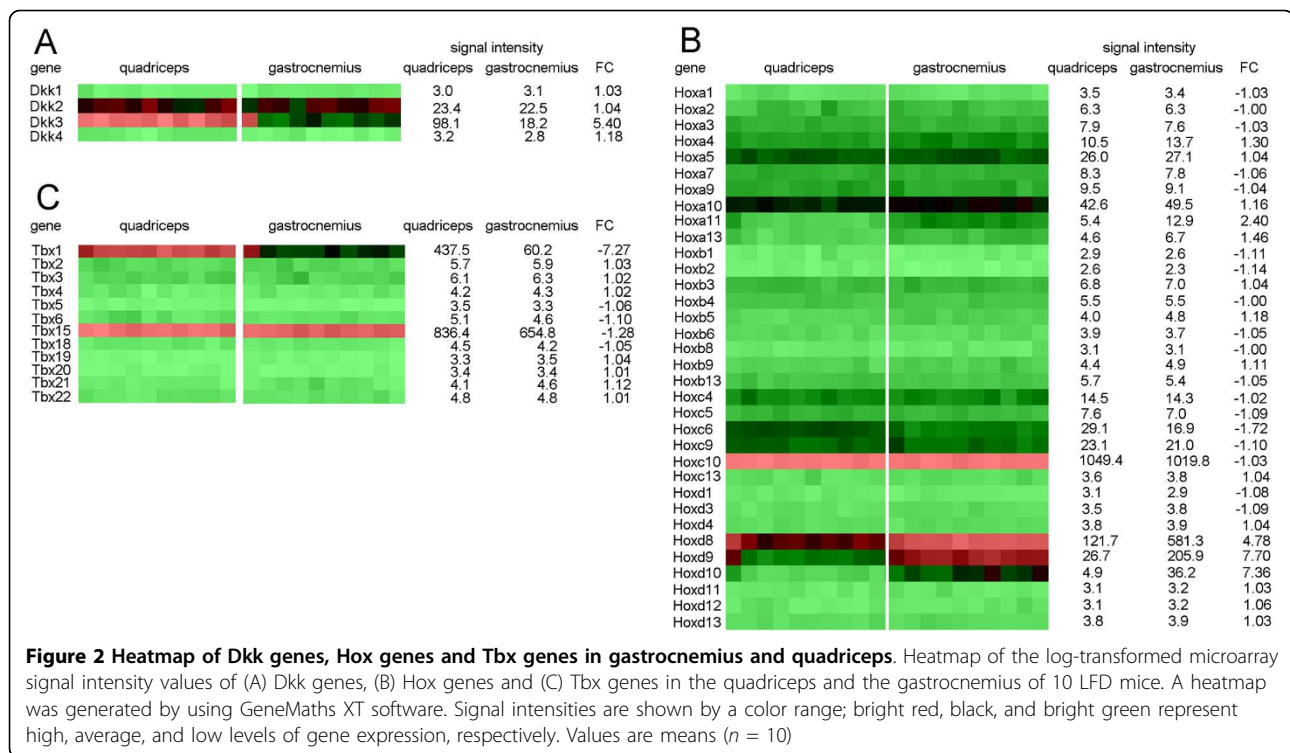 A
signal intensity
gene quadriceps gastrocnemius quadriceps gastrocnemius FC
Dkk1 3.0 3.1 1.03
Dkk2 23.4 22.5 1.04
Dkk3 98.1 18.2 5.40
Dkk4 3.2 2.8 1.18
C
gene quadriceps gastrocnemius quadriceps gastrocnemius FC
Tbx1 437.5 60.2 -7.27
Tbx2 5.7 5.9 1.03
Tbx3 6.1 6.3 1.02
Tbx4 4.2 4.3 1.02
Tbx5 3.5 3.3 -1.06
Tbx6 5.1 4.6 -1.10
Tbx15 836.4 654.8 -1.28
Tbx18 4.5 4.2 -1.05
Tbx19 3.3 3.5 1.04
Tbx20 3.4 3.4 1.01
Tbx21 4.1 4.6 1.12
Tbx22 4.8 4.8 1.01
B
signal intensity
gene quadriceps gastrocnemius quadriceps gastrocnemius FC
Hoxa1 3.5 3.4 -1.03
Hoxa2 6.3 6.3 -1.00
Hoxa3 7.9 7.6 -1.03
Hoxa4 10.5 13.7 1.30
Hoxa5 26.0 27.1 1.04
Hoxa7 8.3 7.8 -1.06
Hoxa9 9.5 9.1 -1.04
Hoxa10 42.6 49.5 1.16
Hoxa11 5.4 12.9 2.40
Hoxa13 4.6 6.7 1.46
Hoxb1 2.9 2.6 -1.11
Hoxb2 2.6 2.3 -1.14
Hoxb3 6.8 7.0 1.04
Hoxb4 5.5 5.5 -1.00
Hoxb5 4.0 4.8 1.18
Hoxb6 3.9 3.7 -1.05
Hoxb8 3.1 3.1 -1.00
Hoxb9 4.4 4.9 1.11
Hoxb13 5.7 5.4 -1.05
Hoxc4 14.5 14.3 -1.02
Hoxc5 7.6 7.0 -1.09
Hoxc6 29.1 16.9 -1.72
Hoxc9 23.1 21.0 -1.10
Hoxc10 1049.4 1019.8 -1.03
Hoxc13 3.6 3.8 1.04
Hoxd1 3.1 2.9 -1.08
Hoxd3 3.5 3.8 -1.09
Hoxd4 3.8 3.9 1.04
Hoxd8 121.7 581.3 4.78
Hoxd9 26.7 205.9 7.70
Hoxd10 4.9 36.2 7.36
Hoxd11 3.1 3.2 1.03
Hoxd12 3.1 3.2 1.06
Hoxd13 3.8 3.9 1.03
Figure 2 Heatmap of Dkk genes, Hox genes and Tbx genes in gastrocnemius and quadriceps. Heatmap of the log-transformed microarray
signal intensity values of (A) Dkk genes, (B) Hox genes and (C) Tbx genes in the quadriceps and the gastrocnemius of 10 LFD mice. A heatmap
was generated by using GeneMaths XT software. Signal intensities are shown by a color range; bright red, black, and bright green represent
high, average, and low levels of gene expression, respectively. Values are means (n = 10)